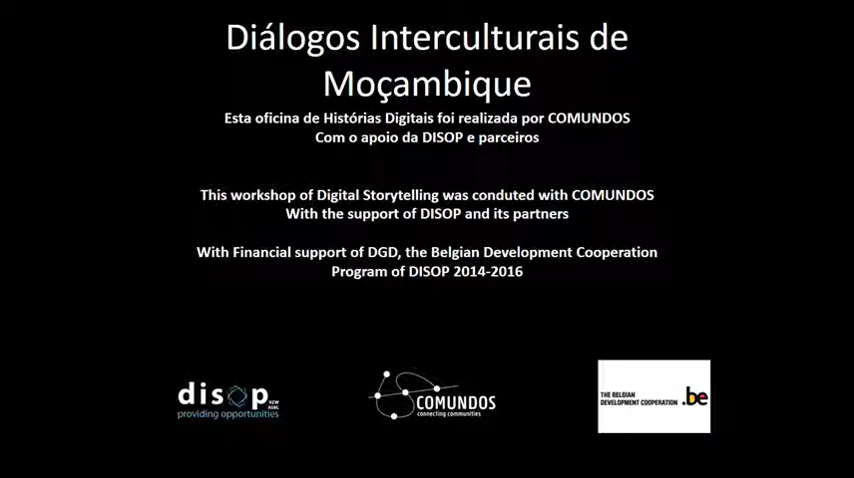 Diálogos Interculturais de
Moçambique
Esta oficina de Histórias Digitais foi realizada por COMUNDOS
Com o apoio da DISOP e parceiros
This workshop of Digital Storytelling was conduted with COMUNDOS
With the support of DISOP and its partners
With Financial support of DGD, the Belgian Development Cooperation
Program of DISOP 2014-2016
disop
VZW
ASBL
providing opportunities
COMUNDOS
connecting communities
THE BELGIAN
DEVELOPMENT COOPERATION .be